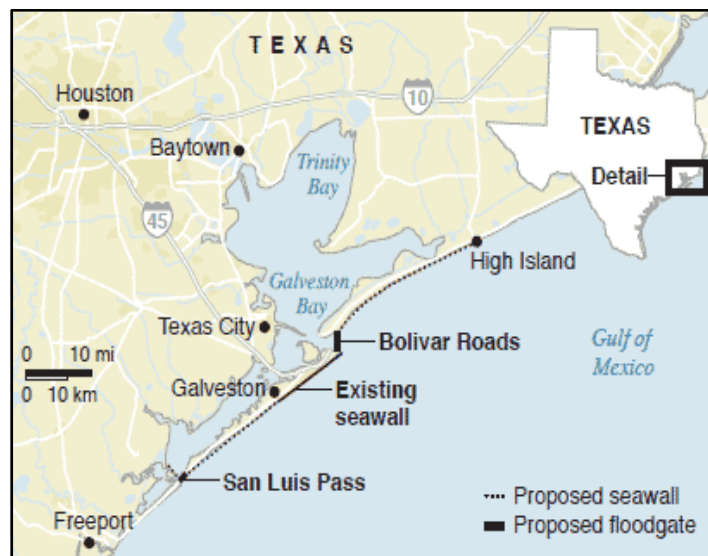 TEXAS
Houston
10
Baytown
Trinity
Bay
TEXAS
Detail
45
High Island
Galveston
Bay
Texas City
Bolivar Roads
Gulf of
Mexico
0 10 mi
0 10 km
Galveston
Existing
seawall
San Luis Pass
Proposed seawall
Proposed floodgate
Freeport